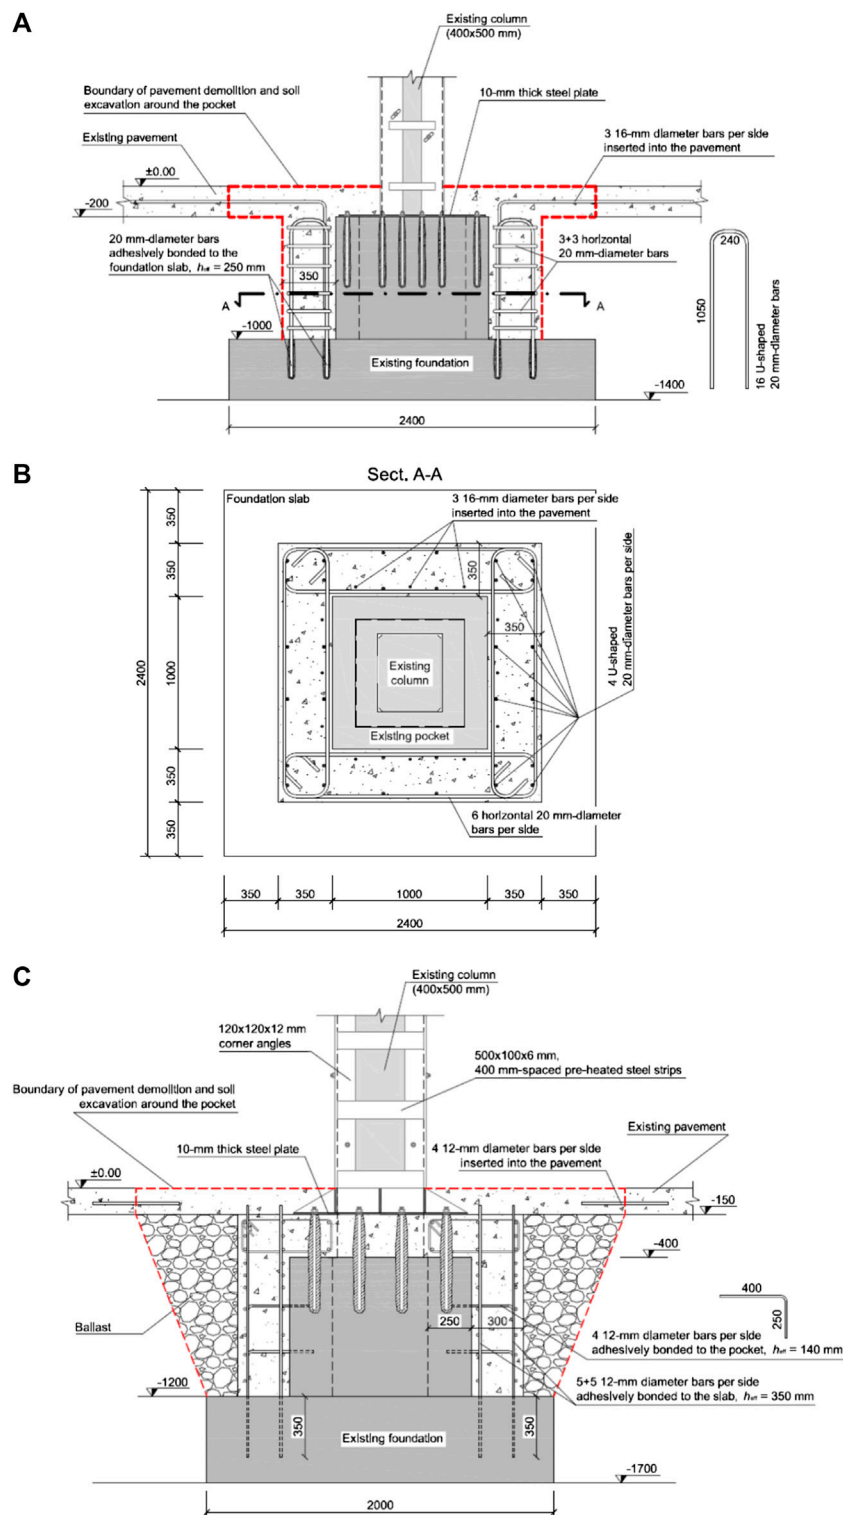 A
Existing column
(400x500 mm)
Boundary of pavement demolition and soil
excavation around the pocket
10-mm thick steel plate
Existing pavement
3 16-mm diameter bars per side
inserted into the pavement
±0.00
-200
20 mm-diameter bars
adhesively bonded to the
foundation slab, heff = 250 mm
350
3+3 horizontal
20 mm-diameter bars
240
1050
16 U-shaped
20 mm-diameter bars
A
A
-1000
Existing foundation
-1400
2400
B
Sect. A-A
Foundation slab
3 16-mm diameter bars per side
inserted into the pavement
350
350
1000
350
350
2400
350
350
4 U-shaped
20 mm-diameter bars per side
Existing
column
Existing pocket
6 horizontal 20 mm-diameter
bars per side
350
350
1000
350
350
2400
C
Existing column
(400x500 mm)
120x120x12 mm
corner angles
500x100x6 mm,
400 mm-spaced pre-heated steel strips
Boundary of pavement demolition and soil
excavation around the pocket
Existing pavement
10-mm thick steel plate
4 12-mm diameter bars per side
inserted into the pavement
±0.00
-150
-400
400
250
Ballast
250
300
4 12-mm diameter bars per side
adhesively bonded to the pocket, heff = 140 mm
5+5 12-mm diameter bars per side
adhesively bonded to the slab, heff = 350 mm
-1200
350
350
Existing foundation
-1700
2000